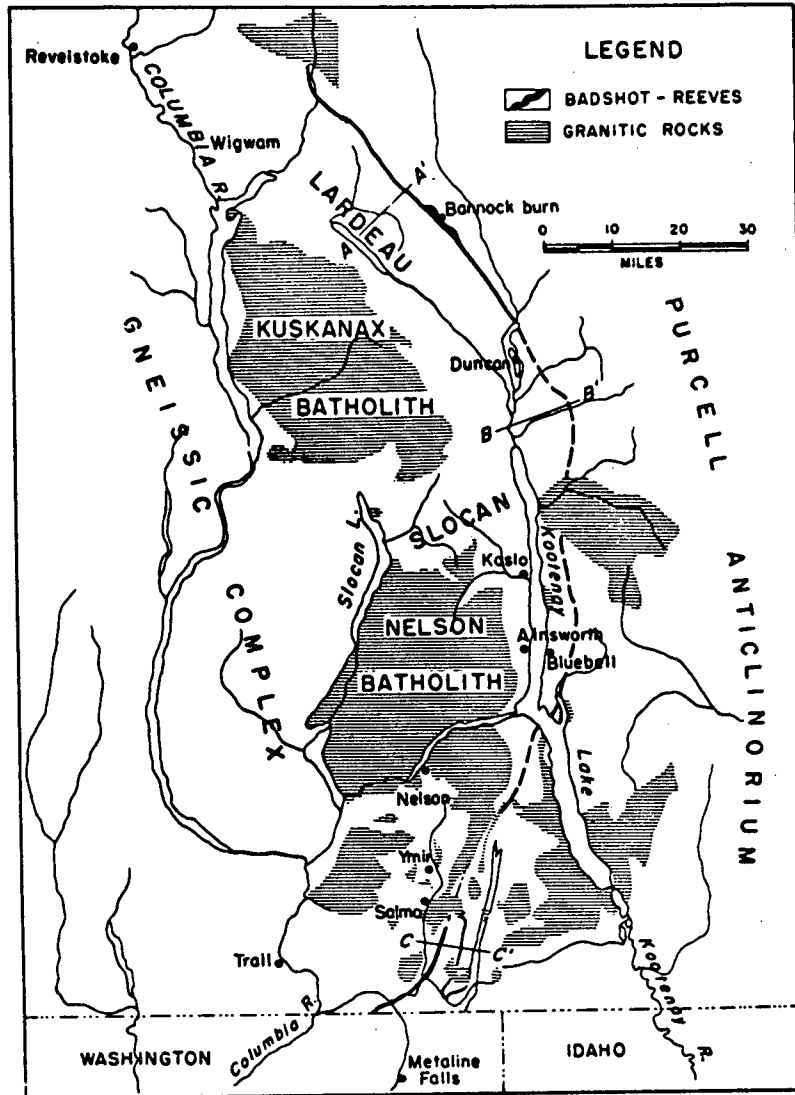 Revelstoke
LEGEND
BADSHOT - REEVES
GRANITIC ROCKS
COLUMBIA R.
Wigwam
LARDEAU
A'
A
Bannock burn
0 10 20 30
MILES
KUSKANAX
BATHOLITH
GNEISSIC
COMPLEX
PURCELL
ANTICLINORIUM
Duncan
B B'
SLOCAN
Slocan L.
Kaslo
Kootenay
Lake
NELSON
BATHOLITH
Ainsworth
Bluebell
Nelson
Ymir
Salmo
C C'
Trail
Columbia R.
Kootenay R.
WASHINGTON
IDAHO
Metaline
Falls